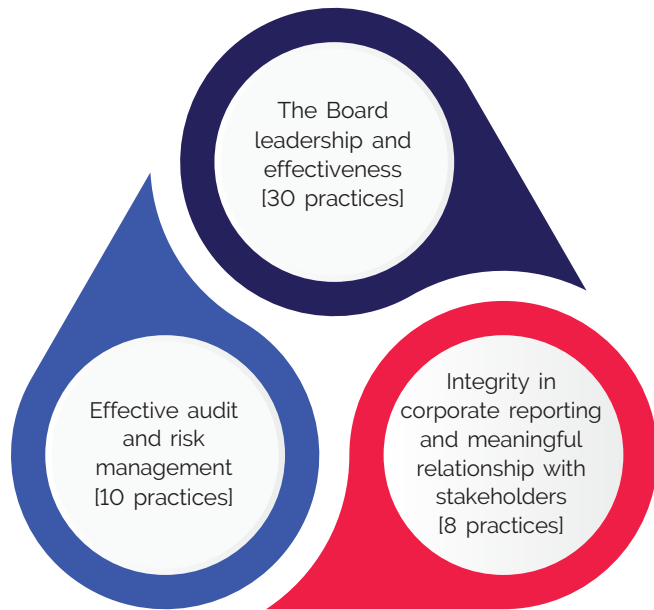 The Board
leadership and
effectiveness
[30 practices]
Effective audit
and risk
management
[10 practices]
Integrity in
corporate reporting
and meaningful
relationship with
stakeholders
[8 practices]